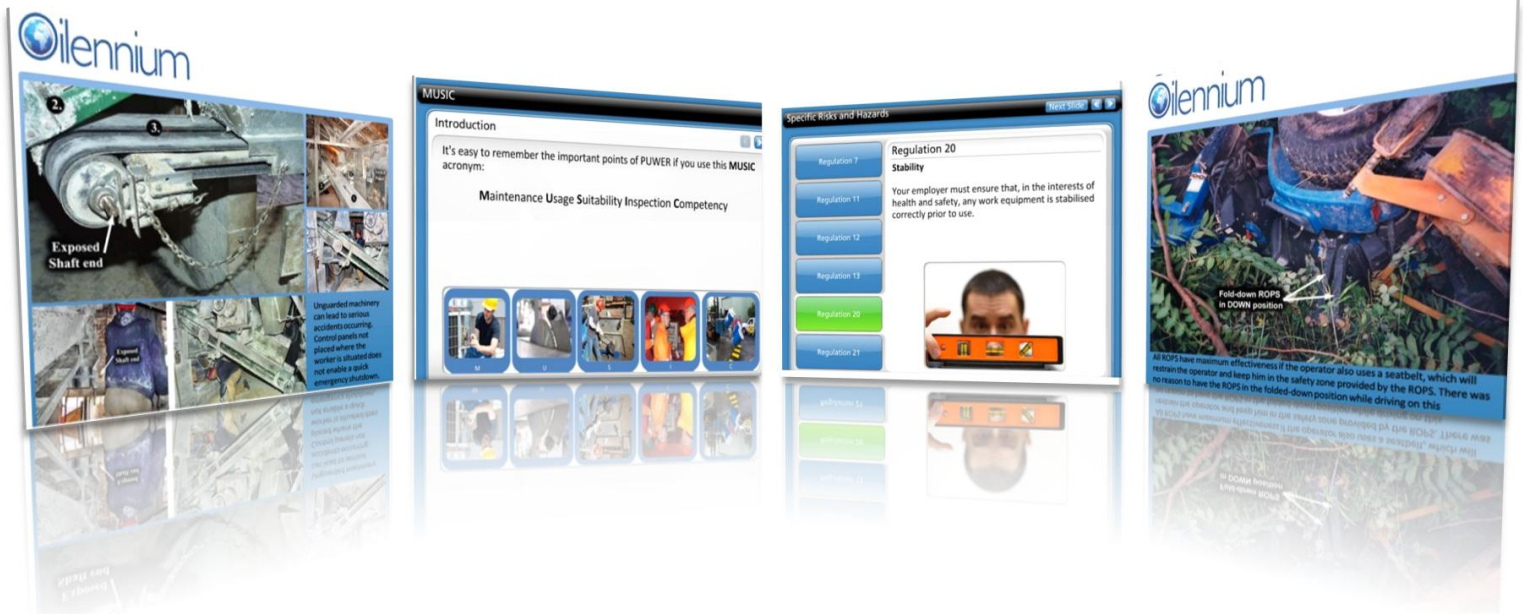 Oilennium
2.
3.
Exposed
Shaft end
Exposed
Shaft end
Unguarded machinery
can lead to serious
accidents occurring.
Control panels not
placed where the
worker is situated does
not enable a quick
emergency shutdown.
MUSIC
Introduction
It's easy to remember the important points of PUWER if you use this MUSIC
acronym:
Maintenance Usage Suitability Inspection Competency
M U S I C
Specific Risks and Hazards
Next Slide
Regulation 7
Regulation 11
Regulation 12
Regulation 13
Regulation 20
Regulation 21
Regulation 20
Stability
Your employer must ensure that, in the interests of
health and safety, any work equipment is stabilised
correctly prior to use.
Oilennium
Fold-down ROPS
in DOWN position
All ROPS have maximum effectiveness if the operator also uses a seatbelt, which will
restrain the operator and keep him in the safety zone provided by the ROPS. There was
no reason to have the ROPS in the folded-down position while driving on this